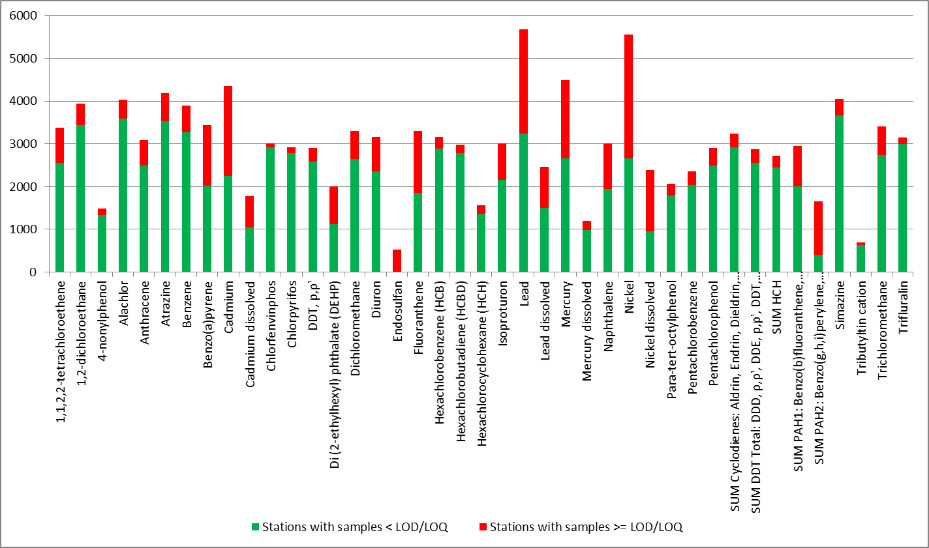 6000
5000
4000
3000
2000
1000
0
1,1,2,2-tetrachloroethene
1,2-dichloroethane
4-nonylphenol
Alachlor
Anthracene
Atrazine
Benzene
Benzo(a)pyrene
Cadmium
Cadmium dissolved
Chlorfenvinphos
Chlorpyrifos
DDT, p,p'
Di (2-ethylhexyl) phthalate (DEHP)
Dichloromethane
Diuron
Endosulfan
Fluoranthene
Hexachlorobenzene (HCB)
Hexachlorobutadiene (HCBD)
Hexachlorocyclohexane (HCH)
Isoproturon
Lead
Lead dissolved
Mercury
Mercury dissolved
Naphthalene
Nickel
Nickel dissolved
Para-tert-octylphenol
Pentachlorobenzene
Pentachlorophenol
SUM Cyclodienes: Aldrin, Endrin, Dieldrin,...
SUM DDT Total: DDD, p,p', DDE, p,p', DDT,...
SUM HCH
SUM PAH1: Benzo(b)fluoranthene,...
SUM PAH2: Benzo(g,h,i)perylene,...
Simazine
Tributyltin cation
Trichloromethane
Trifluralin
Stations with samples < LOD/LOQ
Stations with samples >= LOD/LOQ